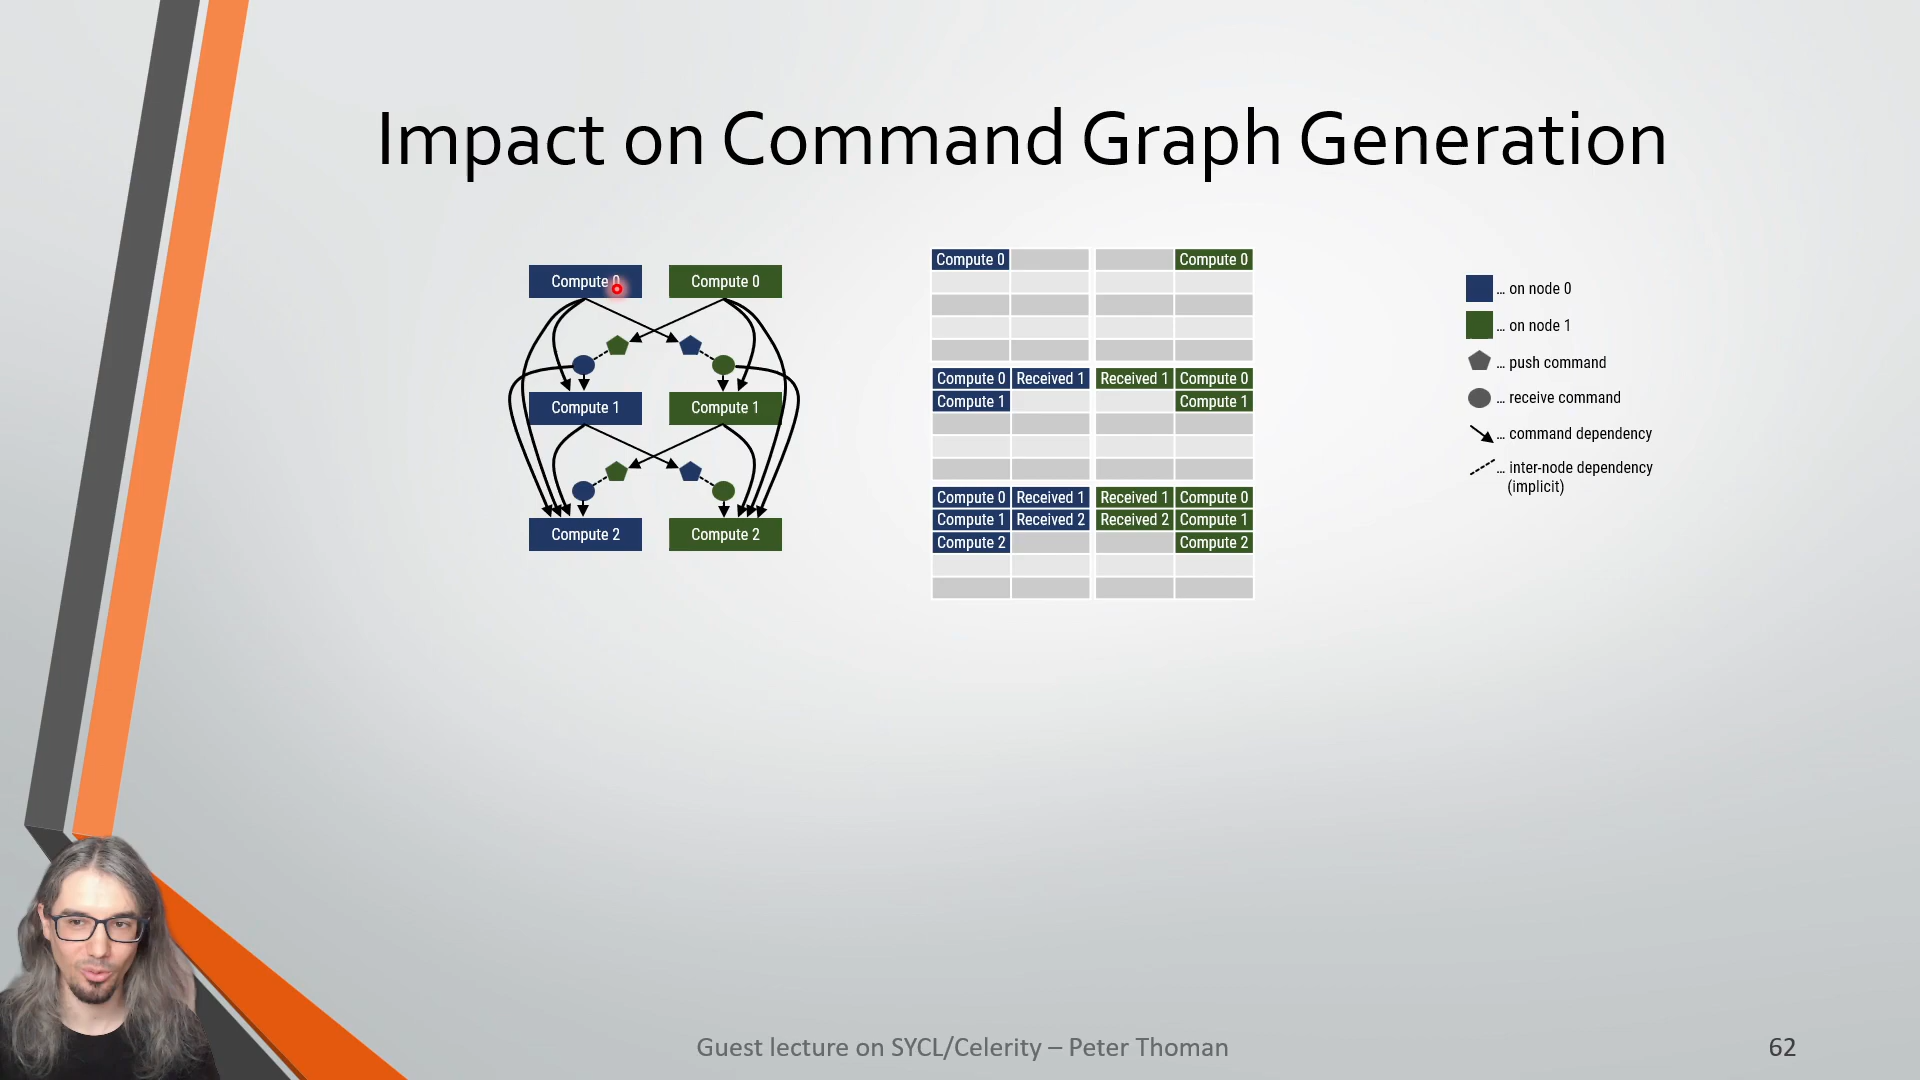 Impact on Command Graph Generation
Compute 0
Compute 0
Compute 1
Compute 1
Compute 2
Compute 2
Compute 0
Compute 0
Compute 0 Received 1 Received 1 Compute 0
Compute 1
Compute 1
Compute 0 Received 1 Received 1 Compute 0
Compute 1 Received 2 Received 2 Compute 1
Compute 2
Compute 2
... on node 0
... on node 1
... push command
... receive command
... command dependency
... inter-node dependency
(implicit)
Guest lecture on SYCL/Celerity – Peter Thoman
62